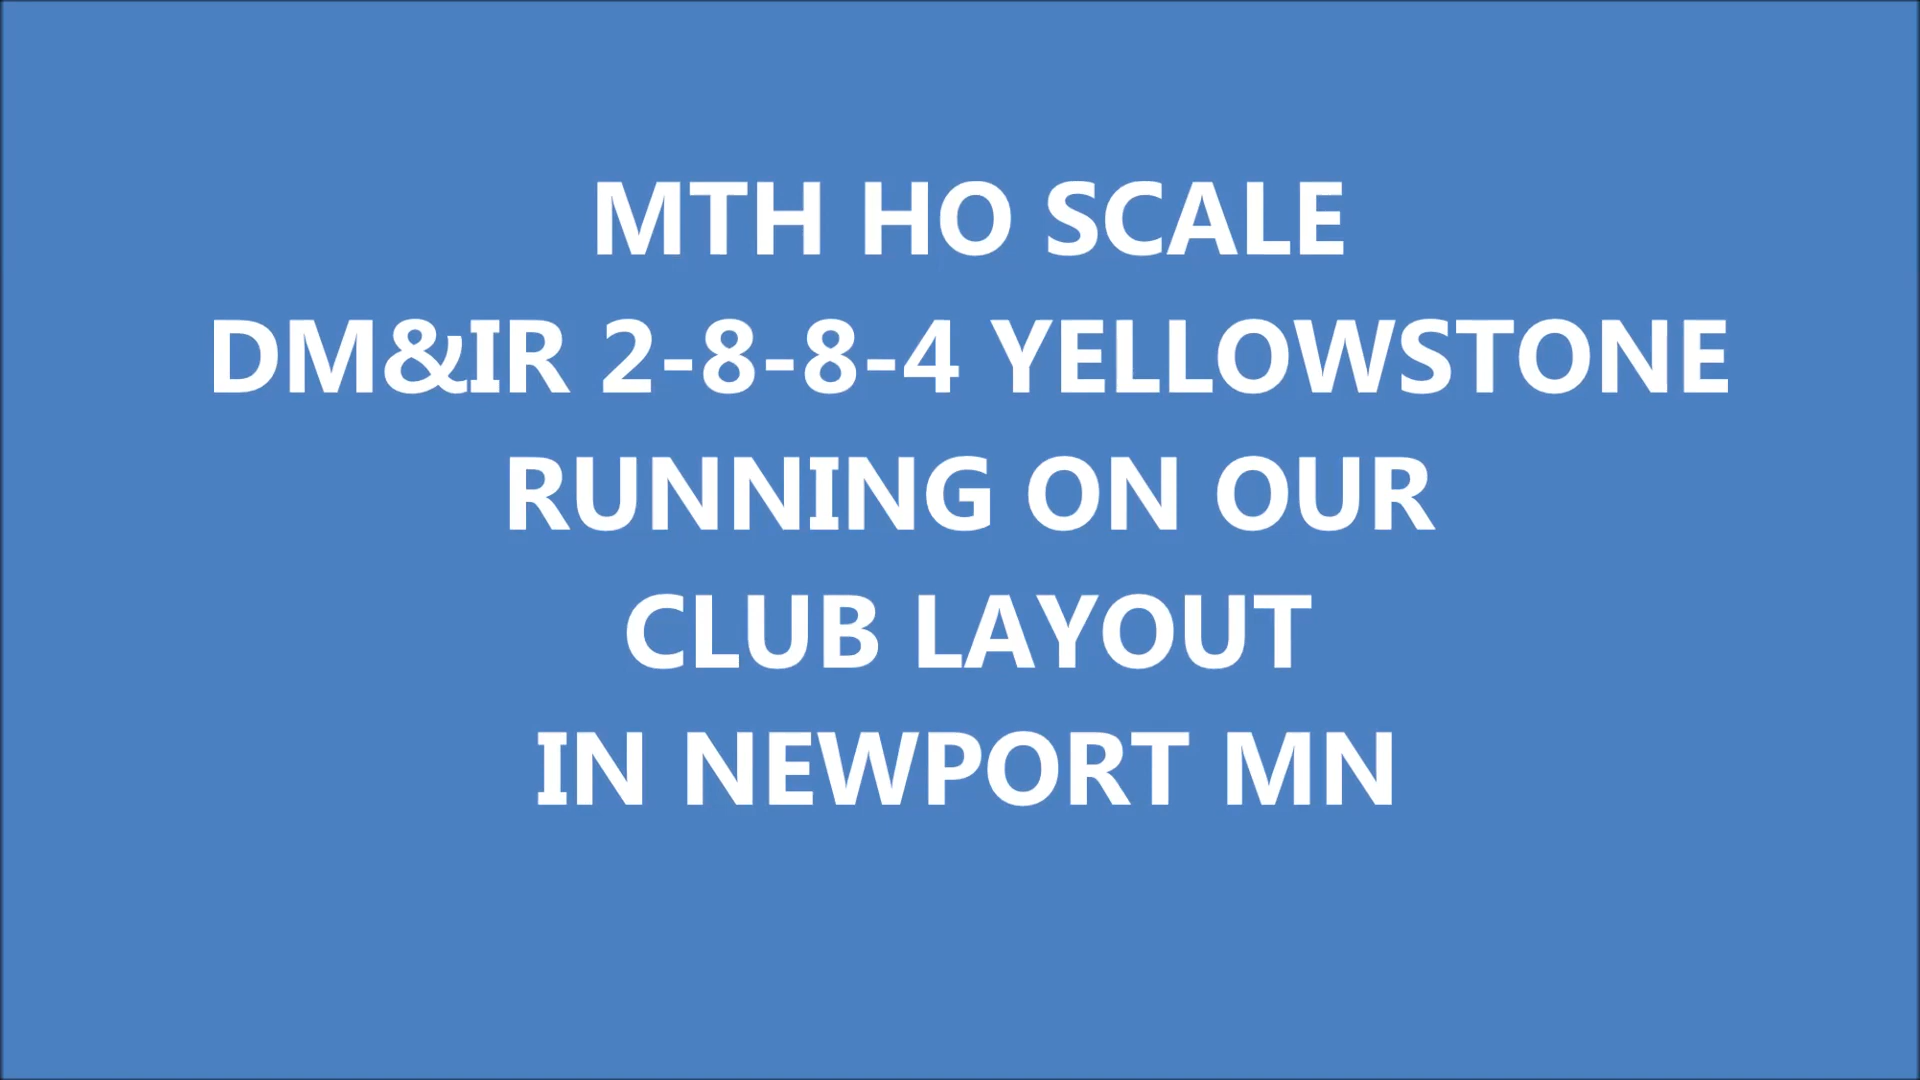 MTH HO SCALE
DM&IR 2-8-8-4 YELLOWSTONE
RUNNING ON OUR
CLUB LAYOUT
IN NEWPORT MN